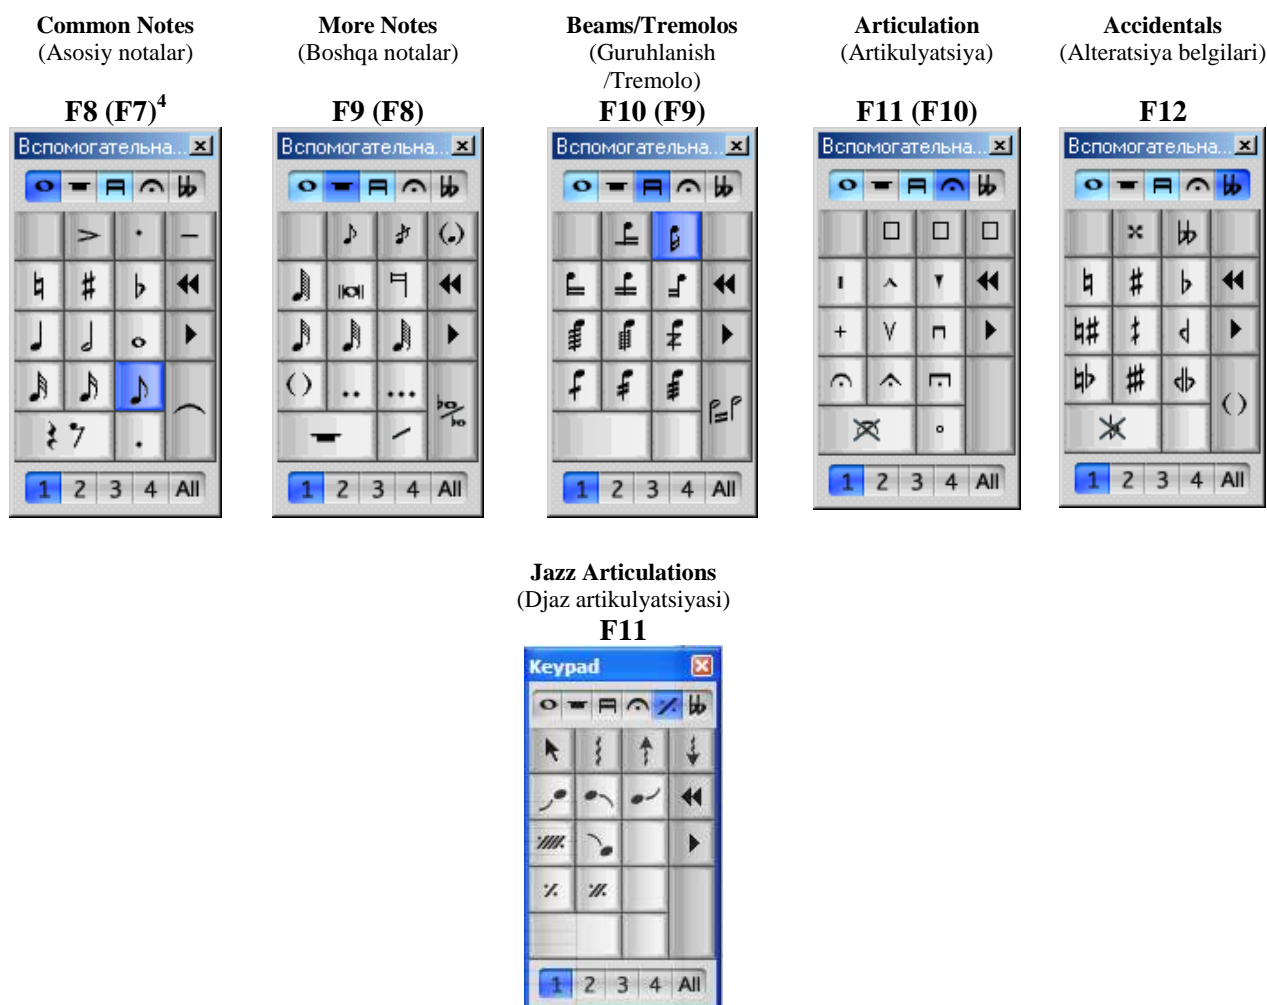 Common Notes
(Asosiy notalar)
F8 (F7)⁴
Вспомогательна...
1 2 3 4 All
More Notes
(Boshqa notalar)
F9 (F8)
Вспомогательна...
1 2 3 4 All
Beams/Tremolos
(Guruhlanish
/Tremolo)
F10 (F9)
Вспомогательна...
1 2 3 4 All
Articulation
(Artikulyatsiya)
F11 (F10)
Вспомогательна...
1 2 3 4 All
Accidentals
(Alteratsiya belgilari)
F12
Вспомогательна...
1 2 3 4 All
Jazz Articulations
(Djaz artikulyatsiyasi)
F11
Keypad
1 2 3 4 All